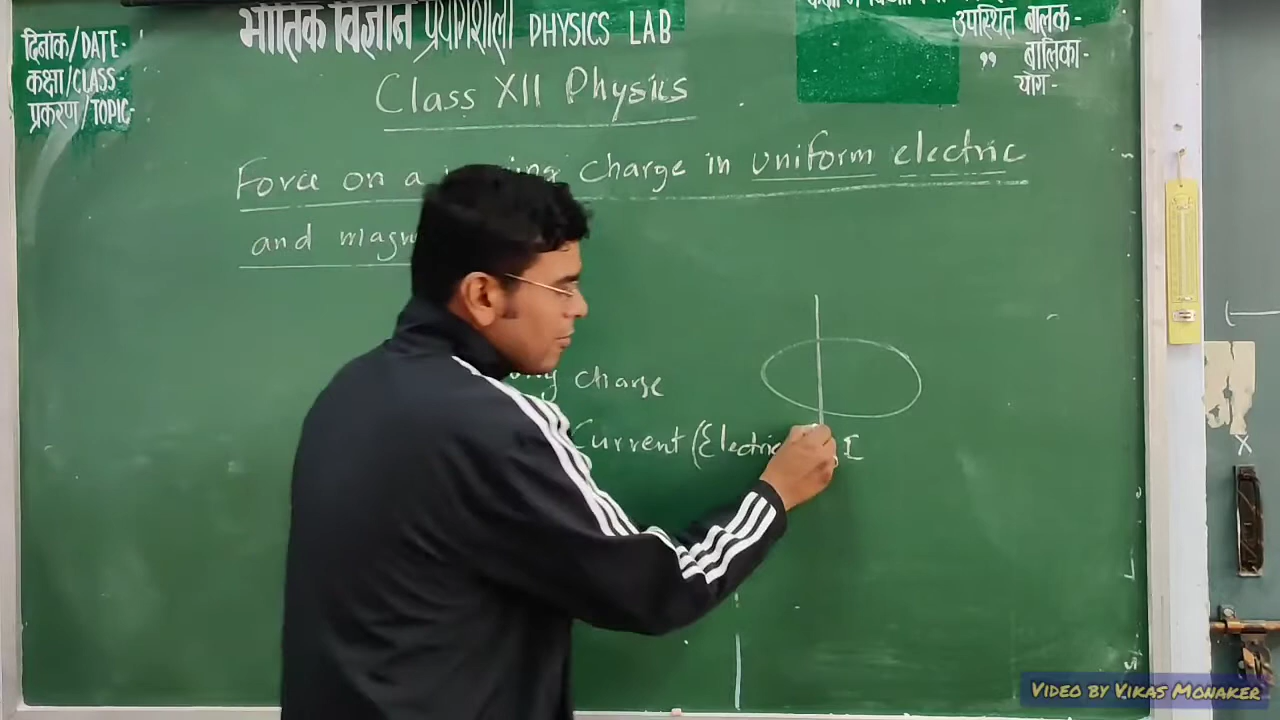 दिनांक/DATE-
कक्षा/CLASS-
प्रकरण/TOPIC-
भौतिक विज्ञान प्रयोगशाला PHYSICS LAB
उपस्थित बालक-
" बालिका-
योग-
Class XII Physics
Force on a charge in uniform electric
and
charge
Current (Electric I
x
VIDEO BY VIKAS MONAKER